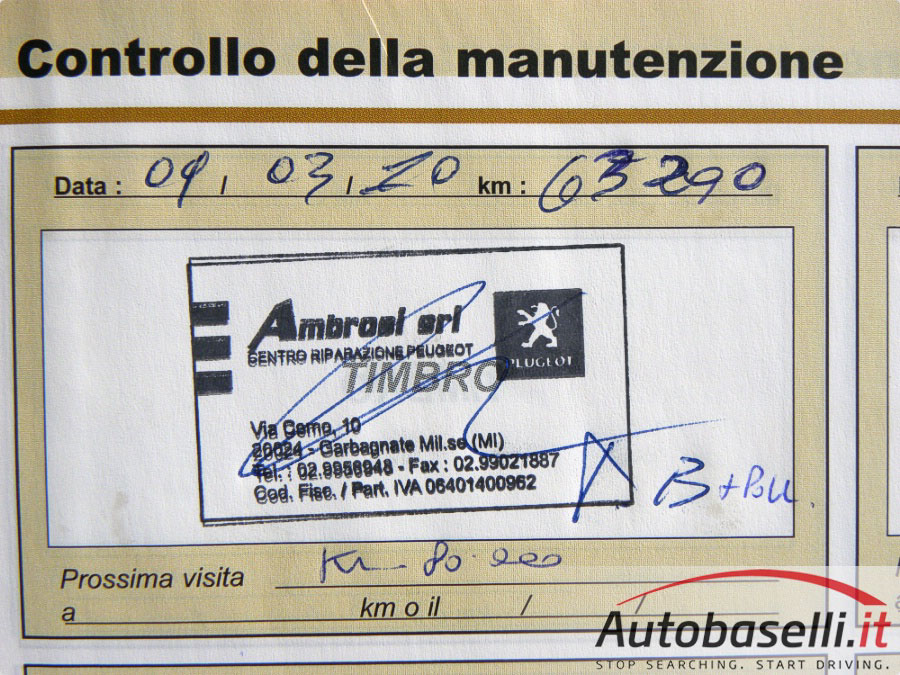 Controllo della manutenzione
Data : 09 / 03 / 20 km : 63290
Ambrosi srl
CENTRO RIPARAZIONE PEUGEOT
PEUGEOT
TIMBRO
Via Como, 10
20024 - Garbagnate Mil.se (MI)
Tel. : 02.9956948 - Fax : 02.99021887
Cod. Fisc. / Part. IVA 06401400962
A B
Prossima visita Km 80.000
a km o il / /
Autobaselli.it
STOP SEARCHING. START DRIVING.